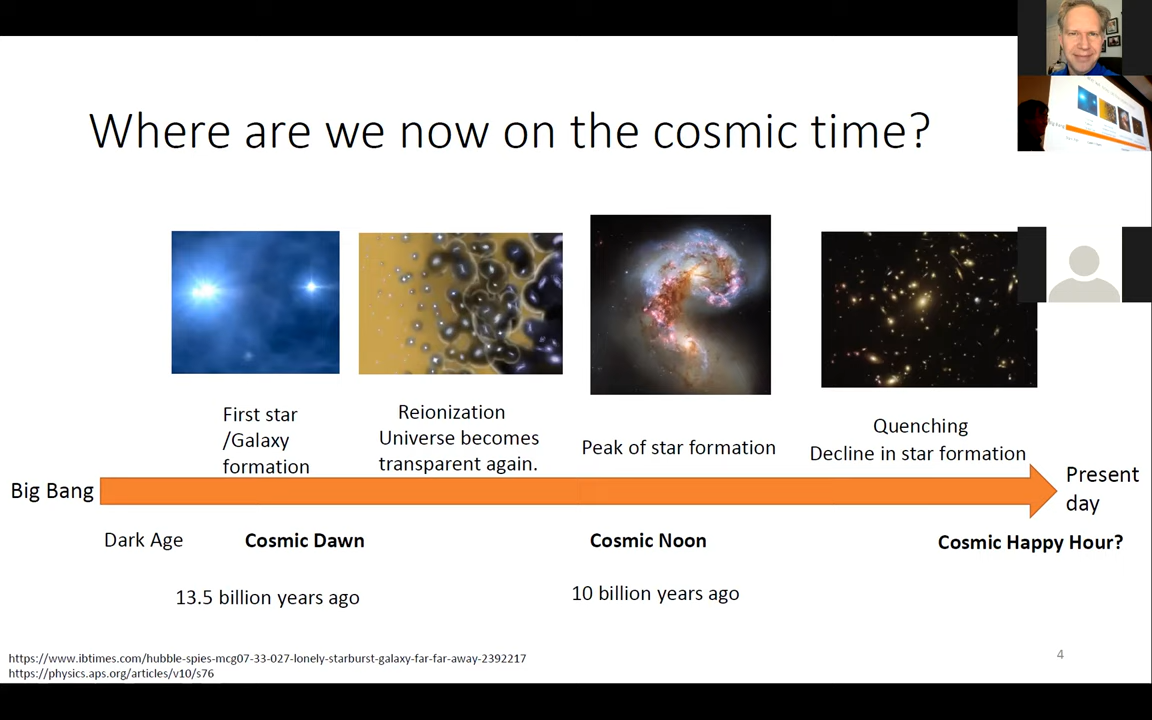 Where are we now on the cosmic time?
First star
/Galaxy
formation
Reionization
Universe becomes
transparent again.
Peak of star formation
Quenching
Decline in star formation
Big Bang
Present
day
Dark Age
Cosmic Dawn
Cosmic Noon
Cosmic Happy Hour?
13.5 billion years ago
10 billion years ago
https://www.ibtimes.com/hubble-spies-mcg07-33-027-lonely-starburst-galaxy-far-far-away-2392217
https://physics.aps.org/articles/v10/s76
4